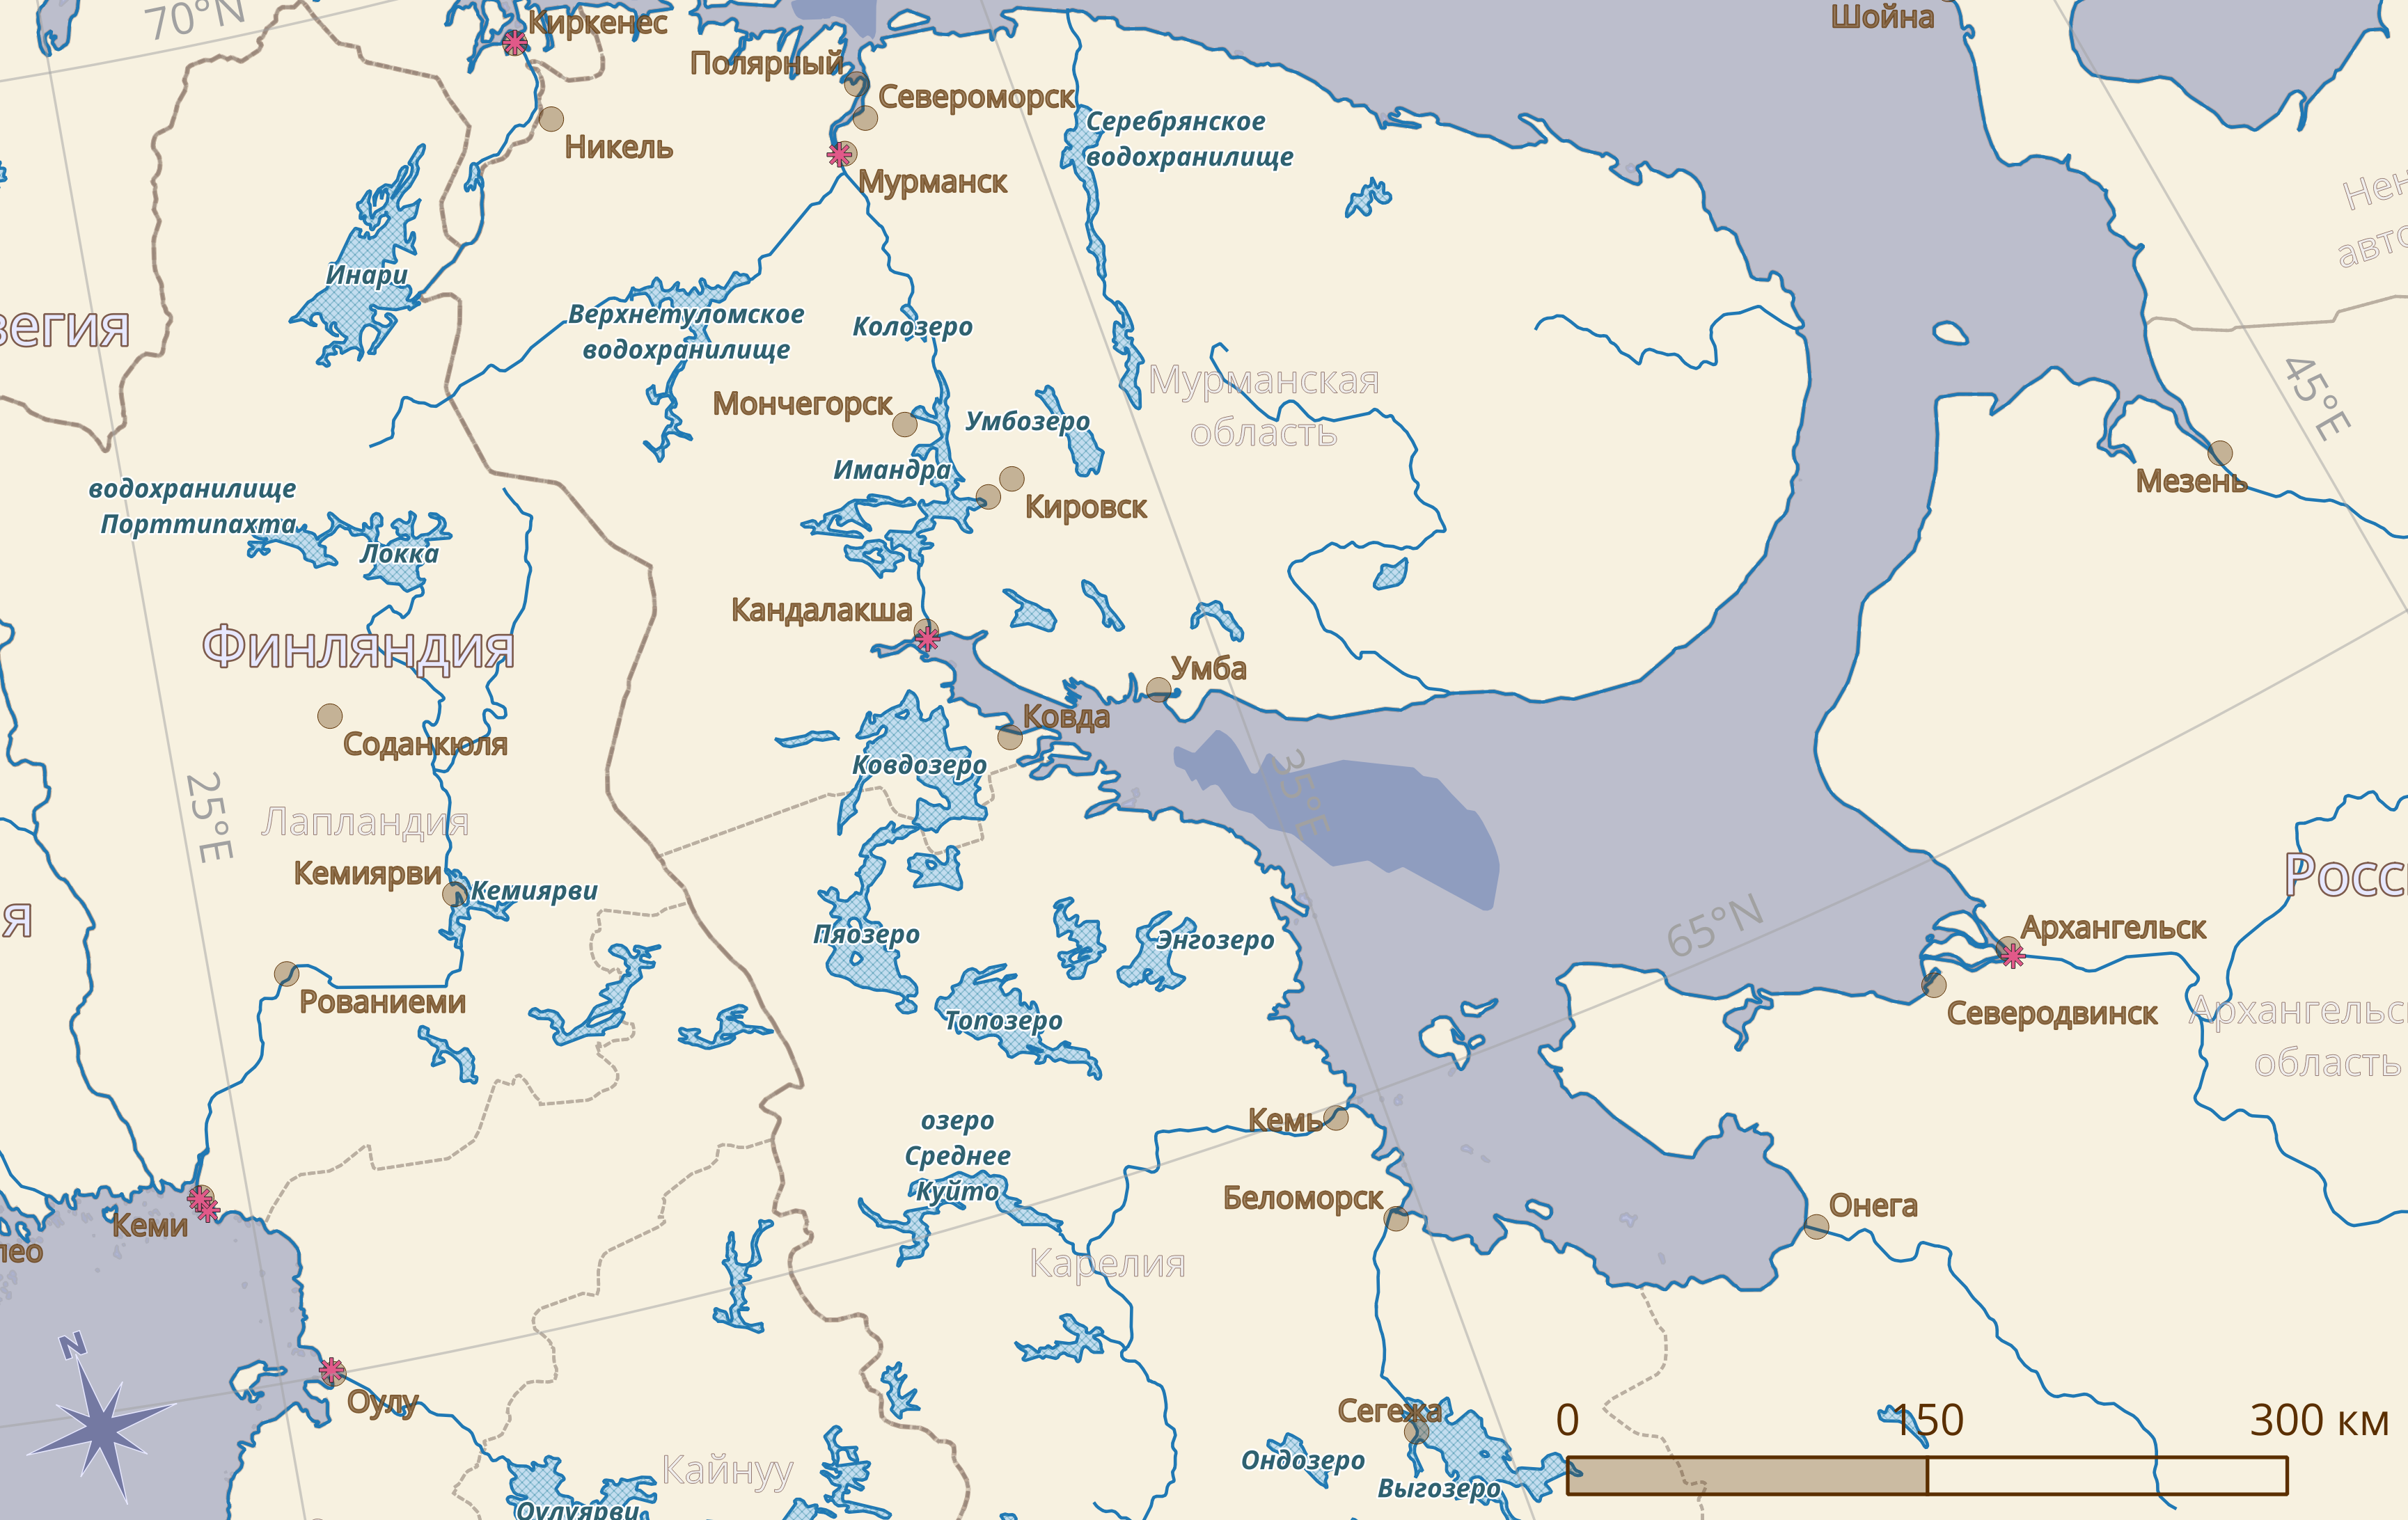 70°N
Киркенес
Шойна
Полярный
Североморск
Никель
Серебрянское
водохранилище
Мурманск
Инари
Верхнетуломское
водохранилище
Колозеро
45°E
Мурманская
область
Мончегорск
Умбозеро
Имандра
Мезень
водохранилище
Порттипахта
Кировск
Локка
Кандалакша
Финляндия
Умба
Ковда
Соданкюля
Ковдозеро
35°E
25°E
Лапландия
Кемиярви
Кемиярви
Пяозеро
Энгозеро
65°N
Архангельск
Рованиеми
Топозеро
Северодвинск
область
озеро
Среднее
Куйто
Кемь
Беломорск
Онега
Кеми
Карелия
N
Оулу
Сегежа
0 150 300 км
Кайнуу
Ондозеро
Выгозеро
Оулуярви